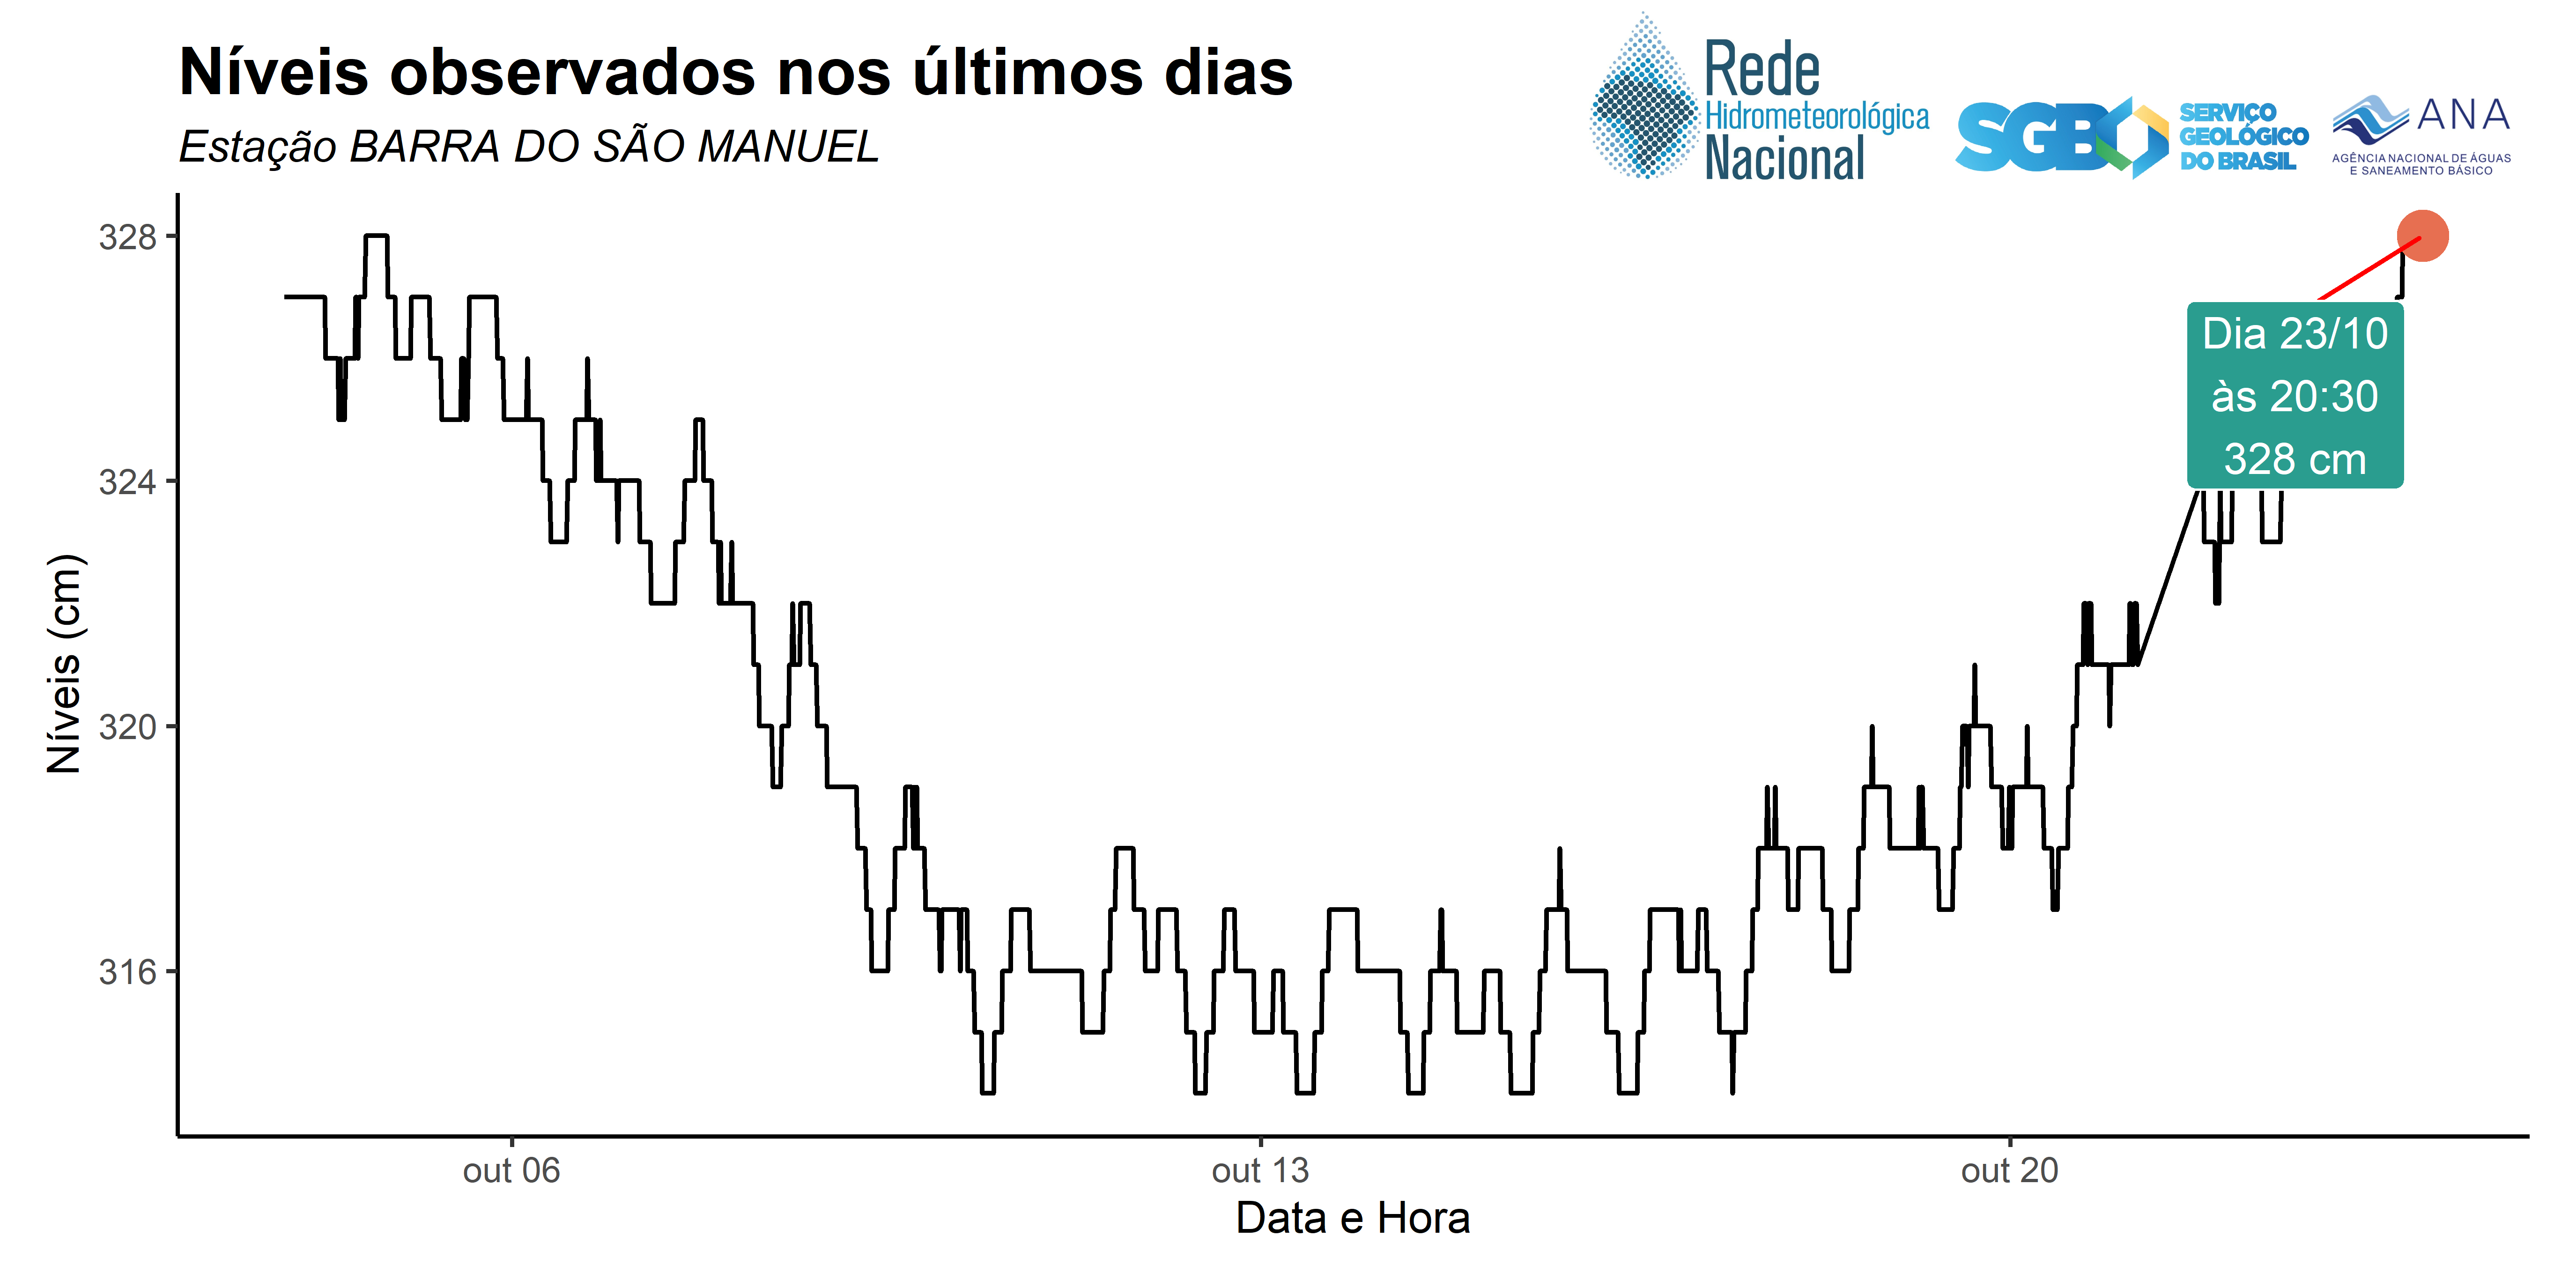 Níveis observados nos últimos dias
Estação BARRA DO SÃO MANUEL
Rede
Hidrometeorológica
Nacional
SGB
SERVIÇO
GEOLÓGICO
DO BRASIL
ANA
AGÊNCIA NACIONAL DE ÁGUAS
E SANEAMENTO BÁSICO
Níveis (cm)
328
324
320
316
Dia 23/10
às 20:30
328 cm
out 06
out 13
out 20
Data e Hora